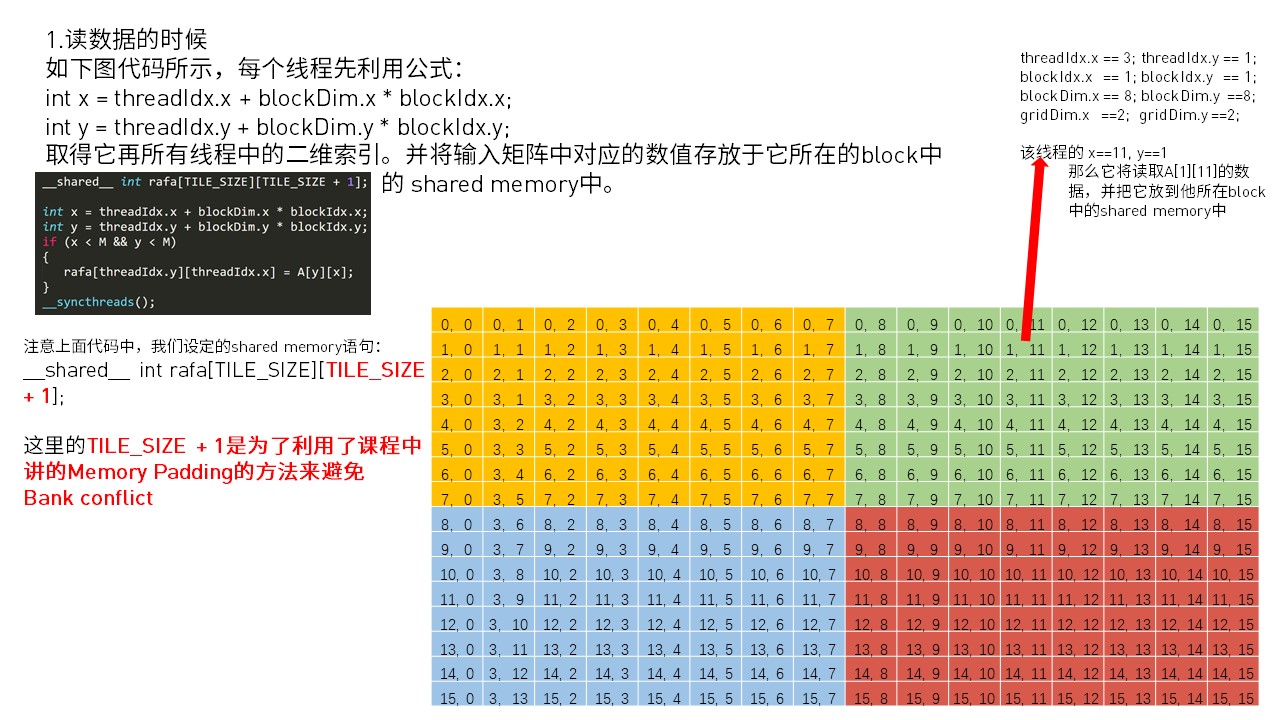 1.读数据的时候
如下图代码所示，每个线程先利用公式：
int x = threadIdx.x + blockDim.x * blockIdx.x;
int y = threadIdx.y + blockDim.y * blockIdx.y;
取得它再所有线程中的二维索引。并将输入矩阵中对应的数值存放于它所在的block中
的 shared memory中。
__shared__ int rafa[TILE_SIZE][TILE_SIZE + 1];
int x = threadIdx.x + blockDim.x * blockIdx.x;
int y = threadIdx.y + blockDim.y * blockIdx.y;
if (x < M && y < M)
{
rafa[threadIdx.y][threadIdx.x] = A[y][x];
}
__syncthreads();
注意上面代码中，我们设定的shared memory语句：
__shared__ int rafa[TILE_SIZE][TILE_SIZE
+ 1];
这里的TILE_SIZE + 1是为了利用了课程中
讲的Memory Padding的方法来避免
Bank conflict
threadIdx.x == 3; threadIdx.y == 1;
blockIdx.x == 1; blockIdx.y == 1;
blockDim.x == 8; blockDim.y ==8;
gridDim.x ==2; gridDim.y ==2;
该线程的 x==11, y==1
那么它将读取A[1][11]的数
据，并把它放到他所在block
中的shared memory中
0, 0 0, 1 0, 2 0, 3 0, 4 0, 5 0, 6 0, 7 0, 8 0, 9 0, 10 0, 11 0, 12 0, 13 0, 14 0, 15
1, 0 1, 1 1, 2 1, 3 1, 4 1, 5 1, 6 1, 7 1, 8 1, 9 1, 10 1, 11 1, 12 1, 13 1, 14 1, 15
2, 0 2, 1 2, 2 2, 3 2, 4 2, 5 2, 6 2, 7 2, 8 2, 9 2, 10 2, 11 2, 12 2, 13 2, 14 2, 15
3, 0 3, 1 3, 2 3, 3 3, 4 3, 5 3, 6 3, 7 3, 8 3, 9 3, 10 3, 11 3, 12 3, 13 3, 14 3, 15
4, 0 3, 2 4, 2 4, 3 4, 4 4, 5 4, 6 4, 7 4, 8 4, 9 4, 10 4, 11 4, 12 4, 13 4, 14 4, 15
5, 0 3, 3 5, 2 5, 3 5, 4 5, 5 5, 6 5, 7 5, 8 5, 9 5, 10 5, 11 5, 12 5, 13 5, 14 5, 15
6, 0 3, 4 6, 2 6, 3 6, 4 6, 5 6, 6 6, 7 6, 8 6, 9 6, 10 6, 11 6, 12 6, 13 6, 14 6, 15
7, 0 3, 5 7, 2 7, 3 7, 4 7, 5 7, 6 7, 7 7, 8 7, 9 7, 10 7, 11 7, 12 7, 13 7, 14 7, 15
8, 0 3, 6 8, 2 8, 3 8, 4 8, 5 8, 6 8, 7 8, 8 8, 9 8, 10 8, 11 8, 12 8, 13 8, 14 8, 15
9, 0 3, 7 9, 2 9, 3 9, 4 9, 5 9, 6 9, 7 9, 8 9, 9 9, 10 9, 11 9, 12 9, 13 9, 14 9, 15
10, 0 3, 8 10, 2 10, 3 10, 4 10, 5 10, 6 10, 7 10, 8 10, 9 10, 10 10, 11 10, 12 10, 13 10, 14 10, 15
11, 0 3, 9 11, 2 11, 3 11, 4 11, 5 11, 6 11, 7 11, 8 11, 9 11, 10 11, 11 11, 12 11, 13 11, 14 11, 15
12, 0 3, 10 12, 2 12, 3 12, 4 12, 5 12, 6 12, 7 12, 8 12, 9 12, 10 12, 11 12, 12 12, 13 12, 14 12, 15
13, 0 3, 11 13, 2 13, 3 13, 4 13, 5 13, 6 13, 7 13, 8 13, 9 13, 10 13, 11 13, 12 13, 13 13, 14 13, 15
14, 0 3, 12 14, 2 14, 3 14, 4 14, 5 14, 6 14, 7 14, 8 14, 9 14, 10 14, 11 14, 12 14, 13 14, 14 14, 15
15, 0 3, 13 15, 2 15, 3 15, 4 15, 5 15, 6 15, 7 15, 8 15, 9 15, 10 15, 11 15, 12 15, 13 15, 14 15, 15